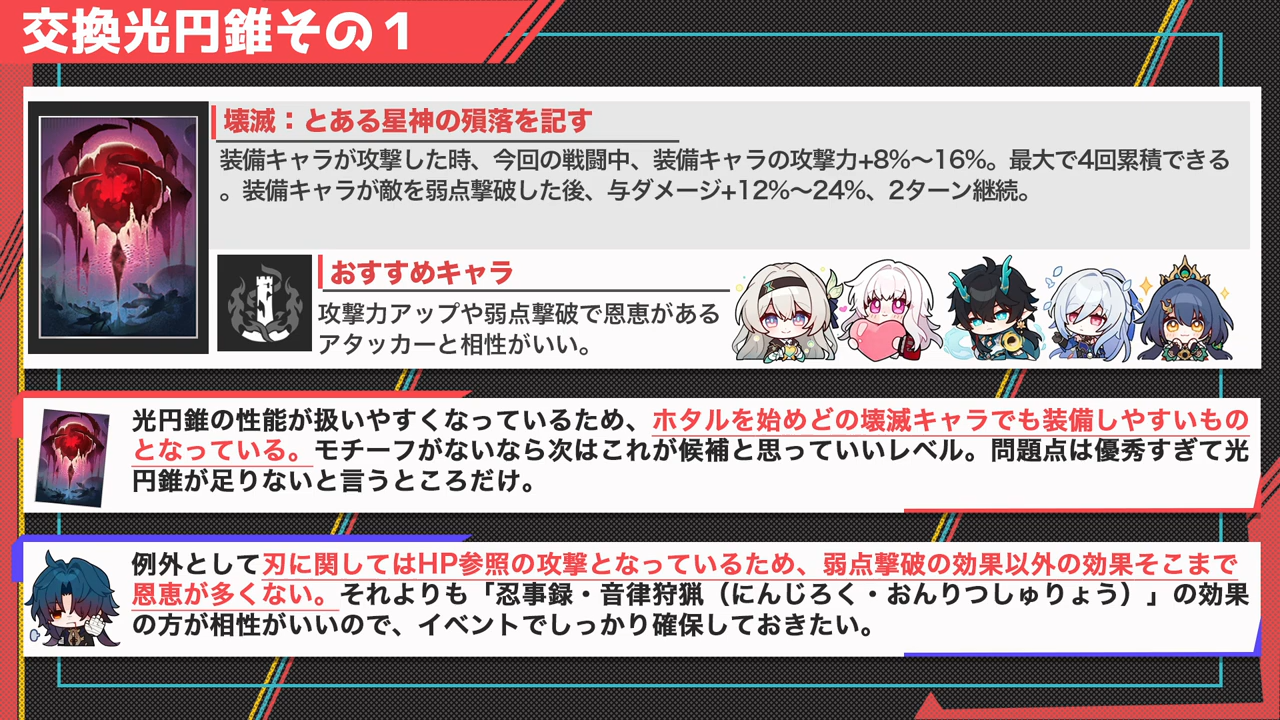 交換光円錐その１
壊滅：とある星神の殞落を記す
装備キャラが攻撃した時、今回の戦闘中、装備キャラの攻撃力+8%～16%。最大で4回累積できる
。装備キャラが敵を弱点撃破した後、与ダメージ+12%～24%、2ターン継続。
おすすめキャラ
攻撃力アップや弱点撃破で恩恵がある
アタッカーと相性がいい。
光円錐の性能が扱いやすくなっているため、ホタルを始めどの壊滅キャラでも装備しやすいもの
となっている。モチーフがないなら次はこれが候補と思っていいレベル。問題点は優秀すぎて光
円錐が足りないと言うところだけ。
例外として刃に関してはHP参照の攻撃となっているため、弱点撃破の効果以外の効果そこまで
恩恵が多くない。それよりも「忍事録・音律狩猟（にんじろく・おんりつしゅりょう）」の効果
の方が相性がいいので、イベントでしっかり確保しておきたい。